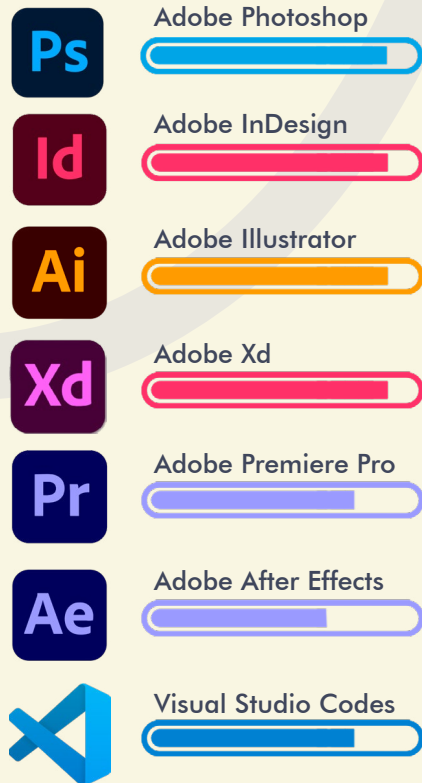 Ps
Adobe Photoshop
Id
Adobe InDesign
Ai
Adobe Illustrator
Xd
Adobe Xd
Pr
Adobe Premiere Pro
Ae
Adobe After Effects
Visual Studio Codes